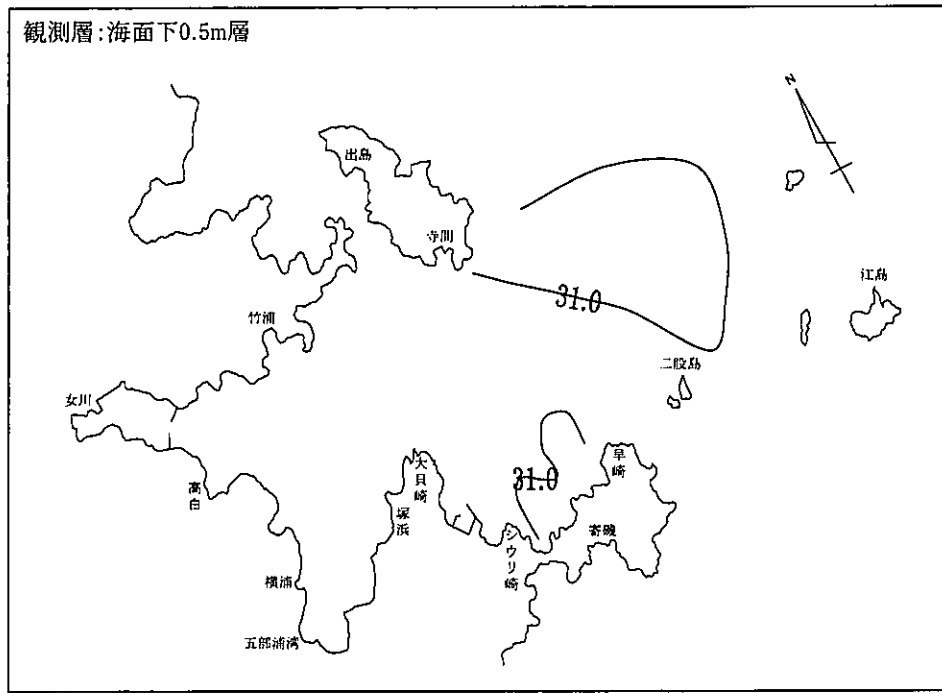 観測層:海面下0.5m層
N
出島
寺間
江島
31.0
竹浦
二股島
女川
大貝崎
早崎
31.0
高白
塚浜
シウリ崎
寄磯
横浦
五部浦湾